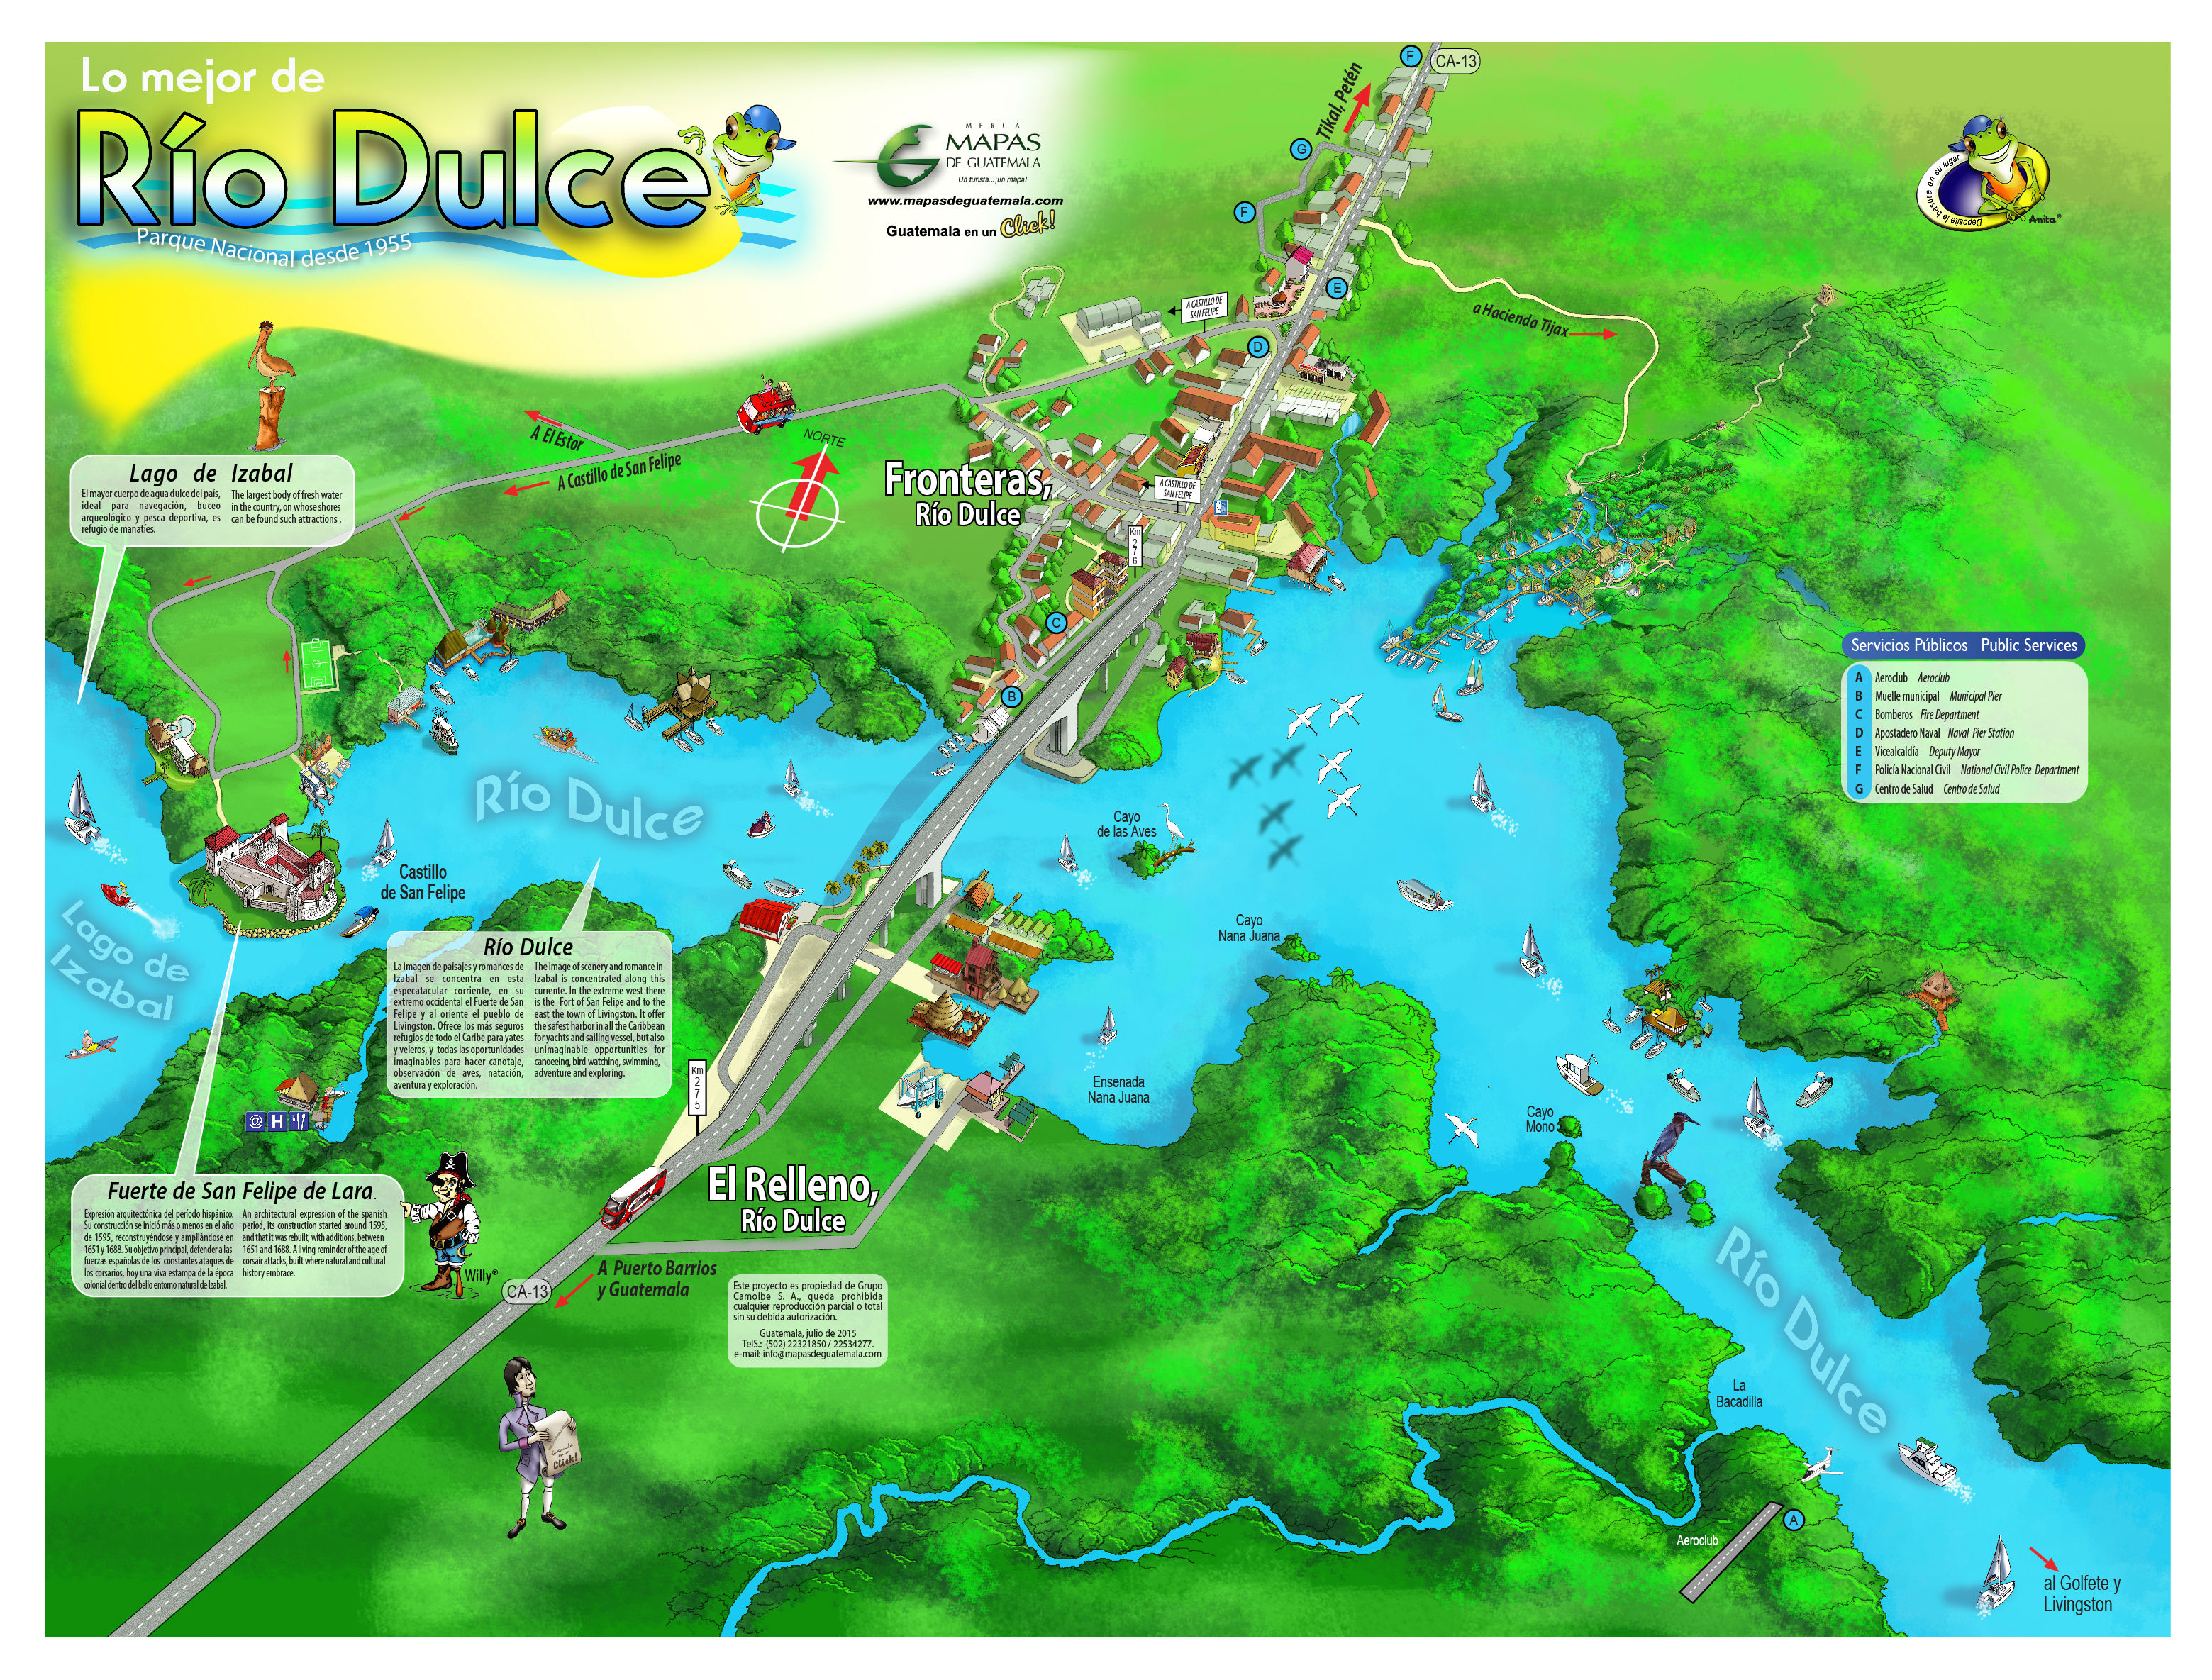 Lo mejor de
Río Dulce
Parque Nacional desde 1955
MERCA
MAPAS
DE GUATEMALA
Un turista...¡un mapa!
www.mapasdeguatemala.com
Guatemala en un Click!
Tikal, Petén
F
CA-13
G
F
E
D
Deposite la basura en su lugar
Anita®
a Hacienda Tijax
A CASTILLO DE
SAN FELIPE
A El Estor
A Castillo de San Felipe
NORTE
Fronteras,
Río Dulce
A CASTILLO DE
SAN FELIPE
Km
2
7
6
C
B
Lago de Izabal
El mayor cuerpo de agua dulce del país,
ideal para navegación, buceo
arqueológico y pesca deportiva, es
refugio de manatíes.
The largest body of fresh water
in the country, on whose shores
can be found such attractions .
Servicios Públicos Public Services
A Aeroclub Aeroclub
B Muelle municipal Municipal Pier
C Bomberos Fire Department
D Apostadero Naval Naval Pier Station
E Vicealcaldía Deputy Mayor
F Policía Nacional Civil National Civil Police Department
G Centro de Salud Centro de Salud
Río Dulce
Cayo
de las Aves
Castillo
de San Felipe
Lago de
Izabal
Cayo
Nana Juana
Río Dulce
La imagen de paisajes y romances de
Izabal se concentra en esta
especatacular corriente, en su
extremo occidental el Fuerte de San
Felipe y al oriente el pueblo de
Livingston. Ofrece los más seguros
refugios de todo el Caribe para yates
y veleros, y todas las oportunidades
imaginables para hacer canotaje,
observación de aves, natación,
aventura y exploración.
The image of scenery and romance in
Izabal is concentrated along this
currente. In the extreme west there
is the Fort of San Felipe and to the
east the town of Livingston. It offer
the safest harbor in all the Caribbean
for yachts and sailing vessel, but also
unimaginable opportunities for
canoeeing, bird watching, swimming,
adventure and exploring.
Km
2
7
5
Ensenada
Nana Juana
Cayo
Mono
@ H
Fuerte de San Felipe de Lara.
Expresión arquitectónica del periodo hispánico.
Su construcción se inició más o menos en el año
de 1595, reconstruyéndose y ampliándose en
1651 y 1688. Su objetivo principal, defender a las
fuerzas españolas de los constantes ataques de
los corsarios, hoy una viva estampa de la época
colonial dentro del bello entorno natural de Izabal.
An architectural expression of the spanish
period, its construction started around 1595,
and that it was rebuilt, with additions, between
1651 and 1688. A living reminder of the age of
corsair attacks, built where natural and cultural
history embrace.
Willy®
El Relleno,
Río Dulce
CA-13
A Puerto Barrios
y Guatemala
Este proyecto es propiedad de Grupo
Camolbe S. A., queda prohibida
cualquier reproducción parcial o total
sin su debida autorización.
Guatemala, julio de 2015
TelS.: (502) 22321850 / 22534277.
e-mail: info@mapasdeguatemala.com
Guatemala
en un
Click!
Río Dulce
La
Bacadilla
A
Aeroclub
al Golfete y
Livingston